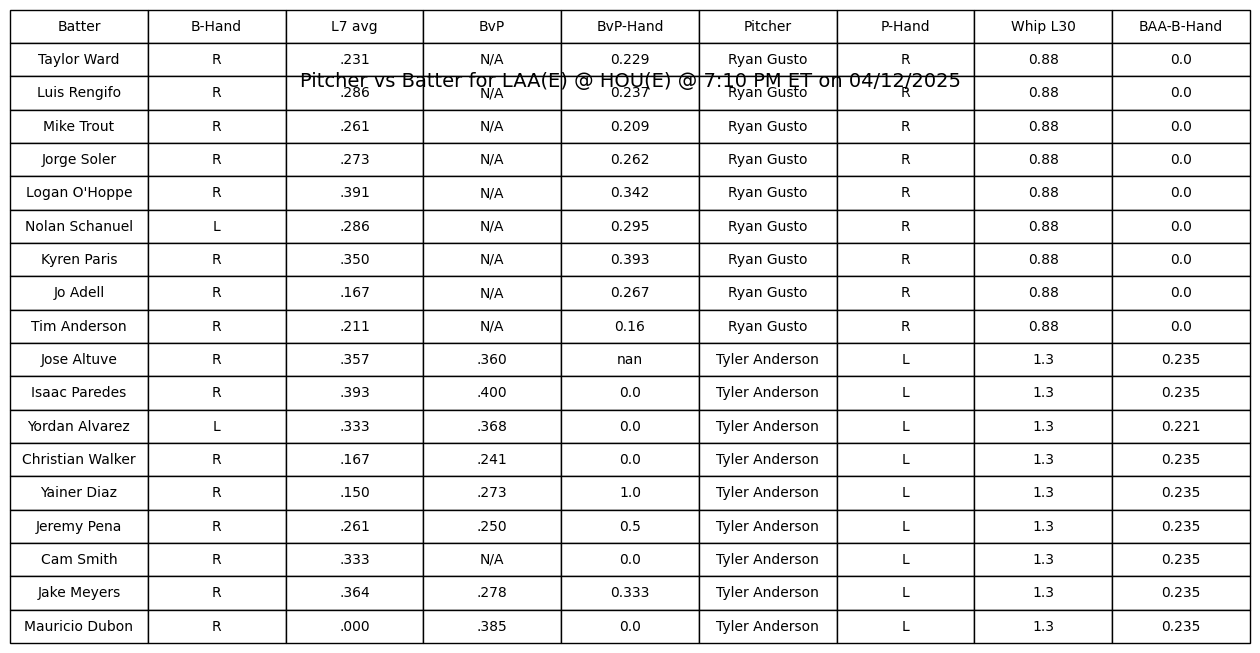 Batter B-Hand L7 avg BvP BvP-Hand Pitcher P-Hand Whip L30 BAA-B-Hand
Taylor Ward R .231 N/A 0.229 Ryan Gusto R 0.88 0.0
Pitcher vs Batter for LAA(E) @ HOU(E) @ 7:10 PM ET on 04/12/2025
Luis Rengifo R .286 N/A 0.237 Ryan Gusto R 0.88 0.0
Mike Trout R .261 N/A 0.209 Ryan Gusto R 0.88 0.0
Jorge Soler R .273 N/A 0.262 Ryan Gusto R 0.88 0.0
Logan O'Hoppe R .391 N/A 0.342 Ryan Gusto R 0.88 0.0
Nolan Schanuel L .286 N/A 0.295 Ryan Gusto R 0.88 0.0
Kyren Paris R .350 N/A 0.393 Ryan Gusto R 0.88 0.0
Jo Adell R .167 N/A 0.267 Ryan Gusto R 0.88 0.0
Tim Anderson R .211 N/A 0.16 Ryan Gusto R 0.88 0.0
Jose Altuve R .357 .360 nan Tyler Anderson L 1.3 0.235
Isaac Paredes R .393 .400 0.0 Tyler Anderson L 1.3 0.235
Yordan Alvarez L .333 .368 0.0 Tyler Anderson L 1.3 0.221
Christian Walker R .167 .241 0.0 Tyler Anderson L 1.3 0.235
Yainer Diaz R .150 .273 1.0 Tyler Anderson L 1.3 0.235
Jeremy Pena R .261 .250 0.5 Tyler Anderson L 1.3 0.235
Cam Smith R .333 N/A 0.0 Tyler Anderson L 1.3 0.235
Jake Meyers R .364 .278 0.333 Tyler Anderson L 1.3 0.235
Mauricio Dubon R .000 .385 0.0 Tyler Anderson L 1.3 0.235